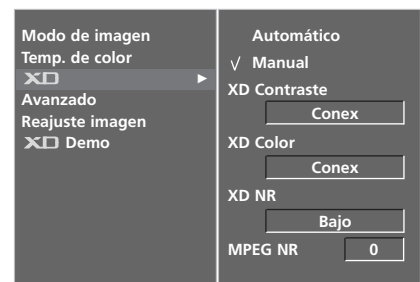 Modo de imagen
Temp. de color
XD
Avanzado
Reajuste imagen
XD Demo
Automático
√ Manual
XD Contraste
Conex
XD Color
Conex
XD NR
Bajo
MPEG NR 0